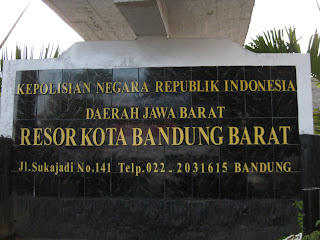 KEPOLISIAN NEGARA REPUBLIK INDONESIA
DAERAH JAWA BARAT
RESOR KOTA BANDUNG BARAT
Jl.Sukajadi No.141 Telp.022-2031615 BANDUNG